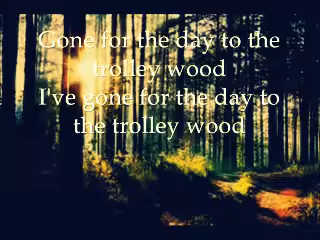 Gone for the day to the
trolley wood
I've gone for the day to
the trolley wood